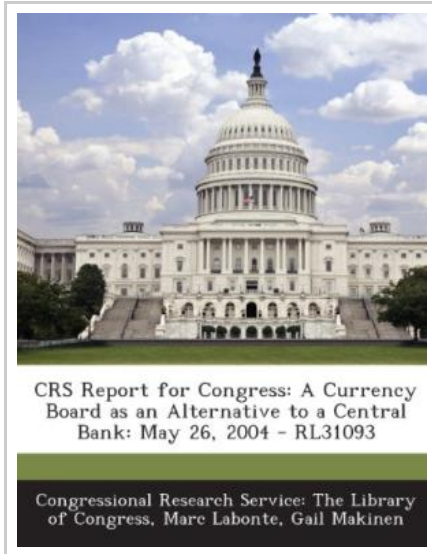 CRS Report for Congress: A Currency
Board as an Alternative to a Central
Bank: May 26, 2004 - RL31093
Congressional Research Service: The Library
of Congress, Marc Labonte, Gail Makinen